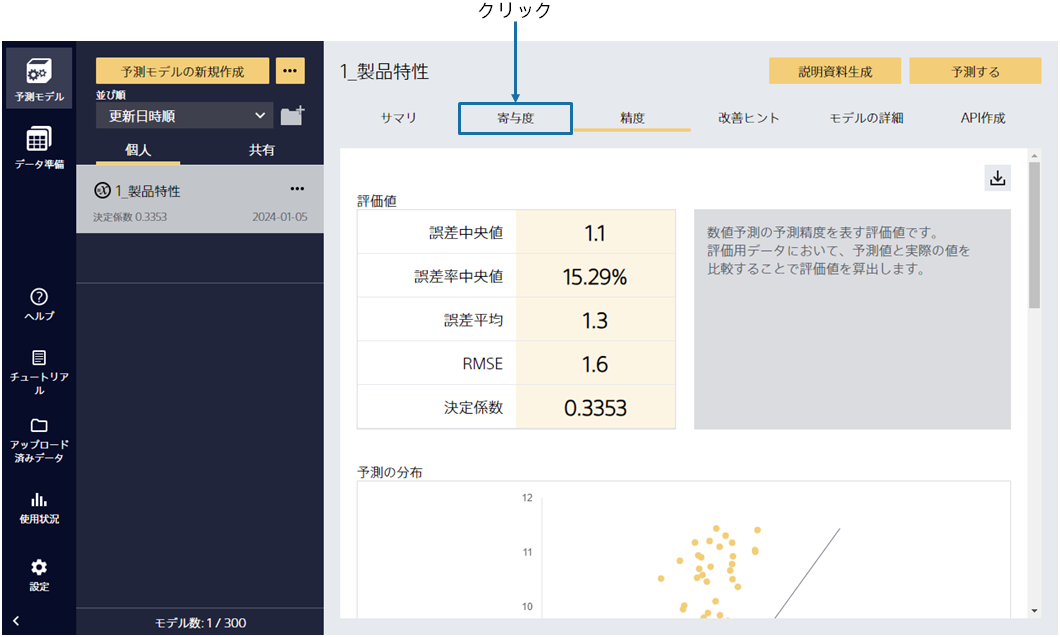 クリック
予測モデル
データ準備
ヘルプ
チュートリア
ル
アップロード
済みデータ
使用状況
設定
予測モデルの新規作成
並び順
更新日時順
個人
共有
1_製品特性
決定係数 0.3353
2024-01-05
モデル数: 1 / 300
1_製品特性
説明資料生成
予測する
サマリ
寄与度
精度
改善ヒント
モデルの詳細
API作成
評価値
誤差中央値
1.1
誤差率中央値
15.29%
誤差平均
1.3
RMSE
1.6
決定係数
0.3353
数値予測の予測精度を表す評価値です。
評価用データにおいて、予測値と実際の値を
比較することで評価値を算出します。
予測の分布
12
11
10